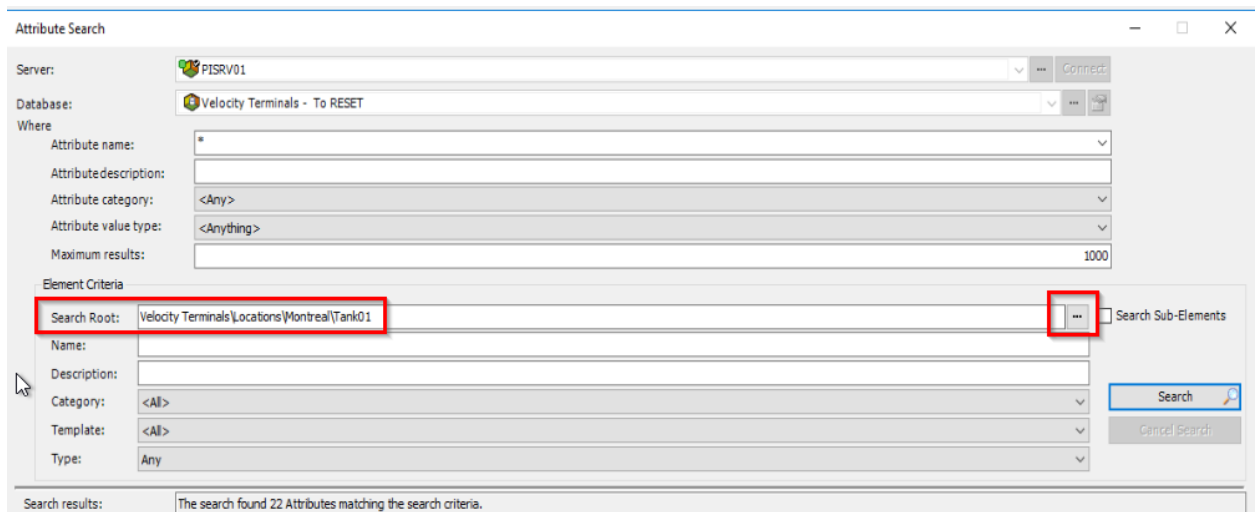 Attribute Search
Server: PISRV01 ... Connect
Database: Velocity Terminals - To RESET ...
Where
Attribute name: *
Attributedescription:
Attribute category: <Any>
Attribute value type: <Anything>
Maximum results: 1000
Element Criteria
Search Root: Velocity Terminals\Locations\Montreal\Tank01 ... Search Sub-Elements
Name:
Description:
Category: <All> Search
Template: <All> Cancel Search
Type: Any
Search results: The search found 22 Attributes matching the search criteria.